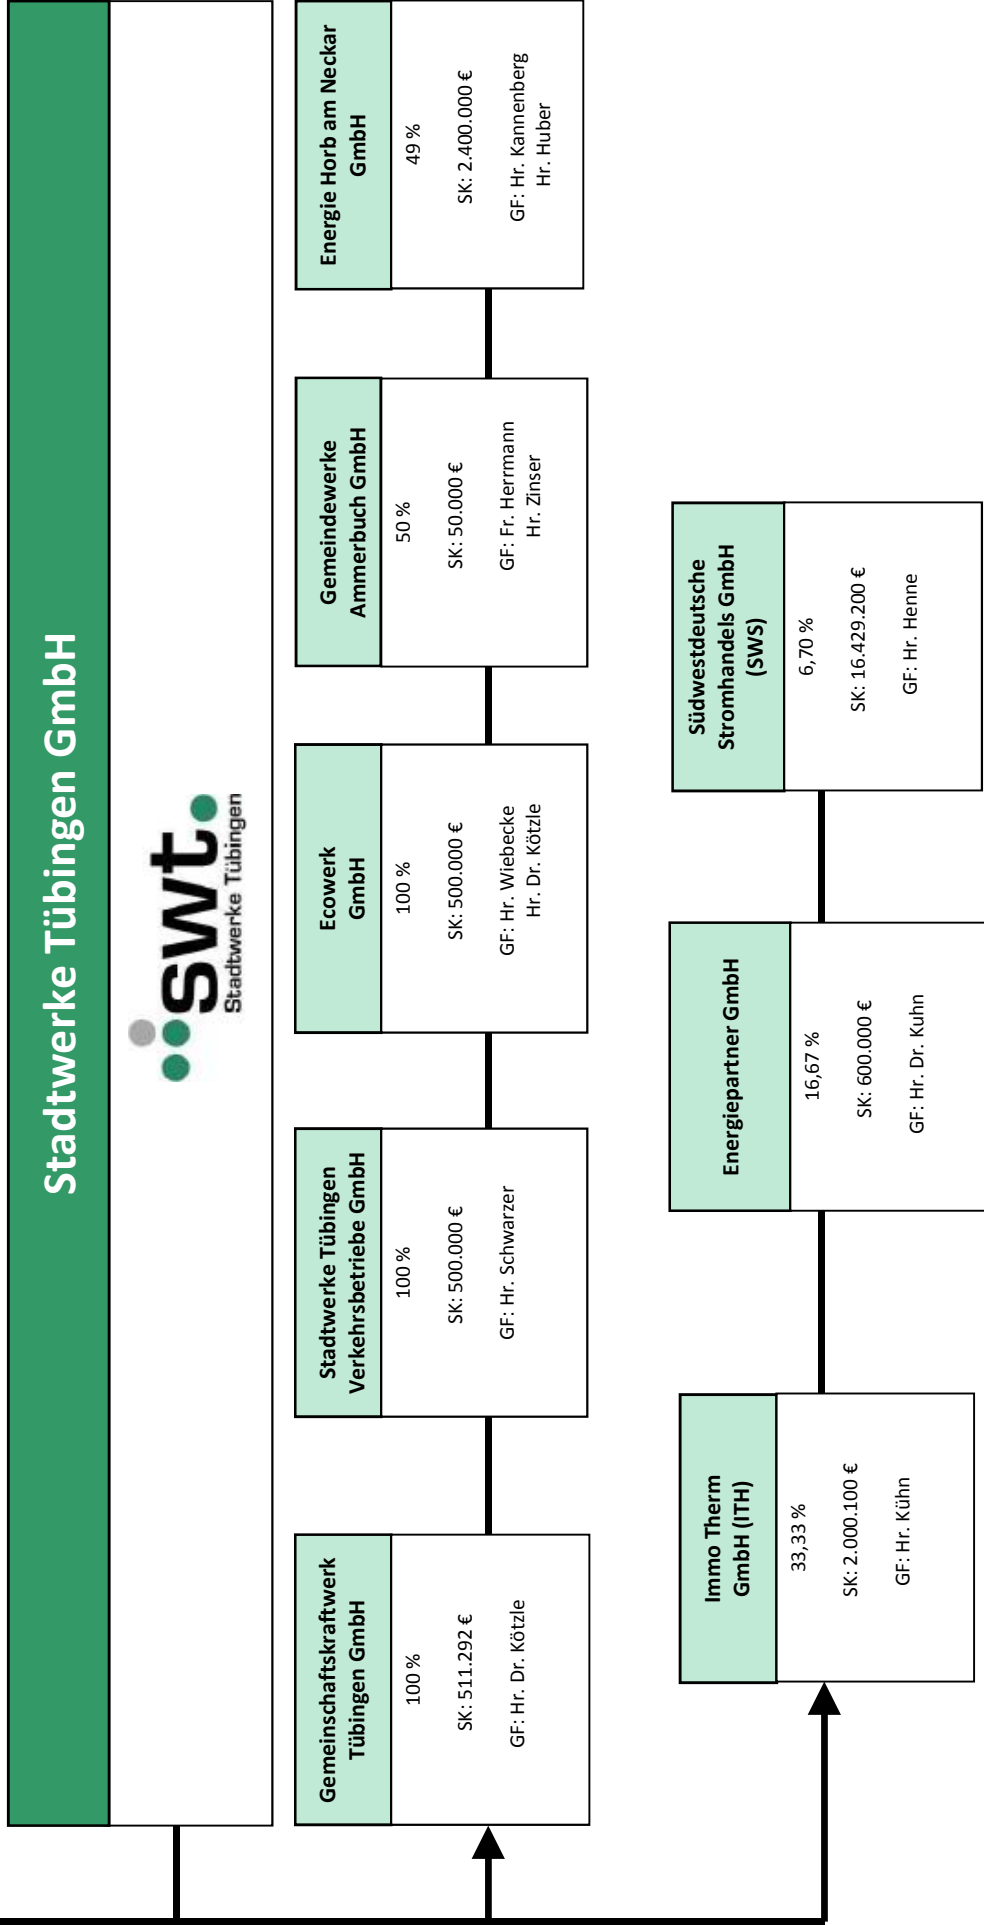 Stadtwerke Tübingen GmbH
swt.
Stadtwerke Tübingen
Gemeinschaftskraftwerk
Tübingen GmbH
100 %
SK: 511.292 €
GF: Hr. Dr. Kötzle
Stadtwerke Tübingen
Verkehrsbetriebe GmbH
100 %
SK: 500.000 €
GF: Hr. Schwarzer
Ecowerk
GmbH
100 %
SK: 500.000 €
GF: Hr. Wiebecke
Hr. Dr. Kötzle
Gemeindewerke
Ammerbuch GmbH
50 %
SK: 50.000 €
GF: Fr. Herrmann
Hr. Zinser
Energie Horb am Neckar
GmbH
49 %
SK: 2.400.000 €
GF: Hr. Kannenberg
Hr. Huber
Immo Therm
GmbH (ITH)
33,33 %
SK: 2.000.100 €
GF: Hr. Kühn
Energiepartner GmbH
16,67 %
SK: 600.000 €
GF: Hr. Dr. Kuhn
Südwestdeutsche
Stromhandels GmbH
(SWS)
6,70 %
SK: 16.429.200 €
GF: Hr. Henne